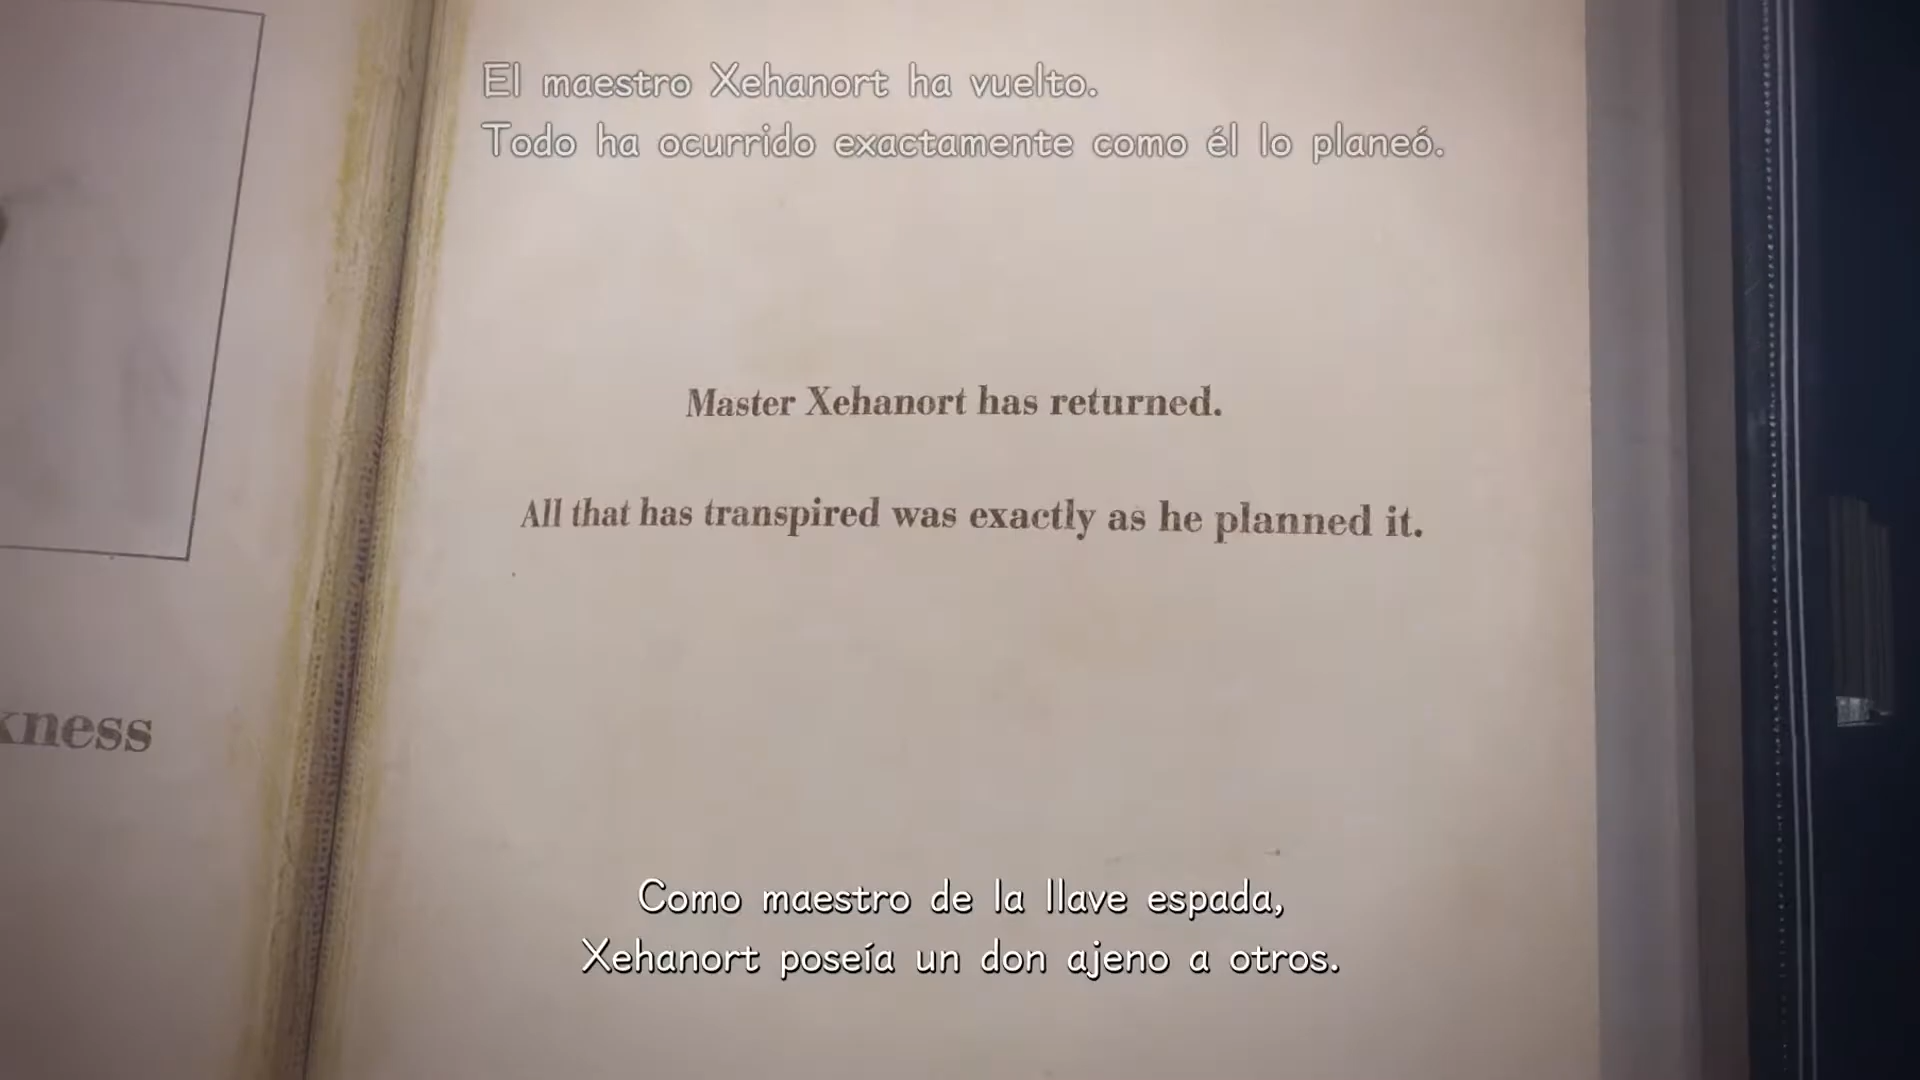 El maestro Xehanort ha vuelto.
Todo ha ocurrido exactamente como él lo planeó.
Master Xehanort has returned.
All that has transpired was exactly as he planned it.
kness
Como maestro de la llave espada,
Xehanort poseía un don ajeno a otros.